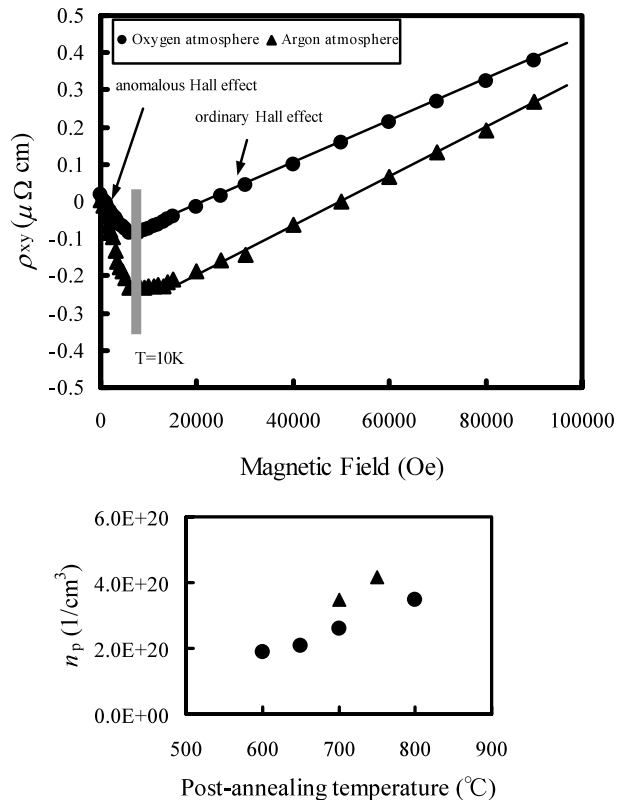 0.5
● Oxygen atmosphere ▲ Argon atmosphere
0.4
0.3
anomalous Hall effect
ordinary Hall effect
0.2
0.1
0
-0.1
-0.2
-0.3
-0.4
-0.5
ρxy (μ Ω cm)
T=10K
0 20000 40000 60000 80000 100000
Magnetic Field (Oe)
6.0E+20
4.0E+20
2.0E+20
0.0E+00
np (1/cm3)
500 600 700 800 900
Post-annealing temperature (℃)